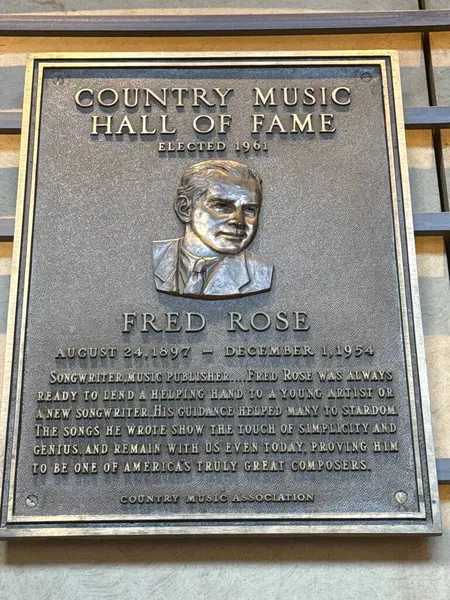 COUNTRY MUSIC
HALL OF FAME
ELECTED 1961
FRED ROSE
AUGUST 24, 1897 – DECEMBER 1, 1954
SONGWRITER, MUSIC PUBLISHER....FRED ROSE WAS ALWAYS
READY TO LEND A HELPING HAND TO A YOUNG ARTIST OR
A NEW SONGWRITER. HIS GUIDANCE HELPED MANY TO STARDOM.
THE SONGS HE WROTE SHOW THE TOUCH OF SIMPLICITY AND
GENIUS, AND REMAIN WITH US EVEN TODAY, PROVING HIM
TO BE ONE OF AMERICA'S TRULY GREAT COMPOSERS.
COUNTRY MUSIC ASSOCIATION